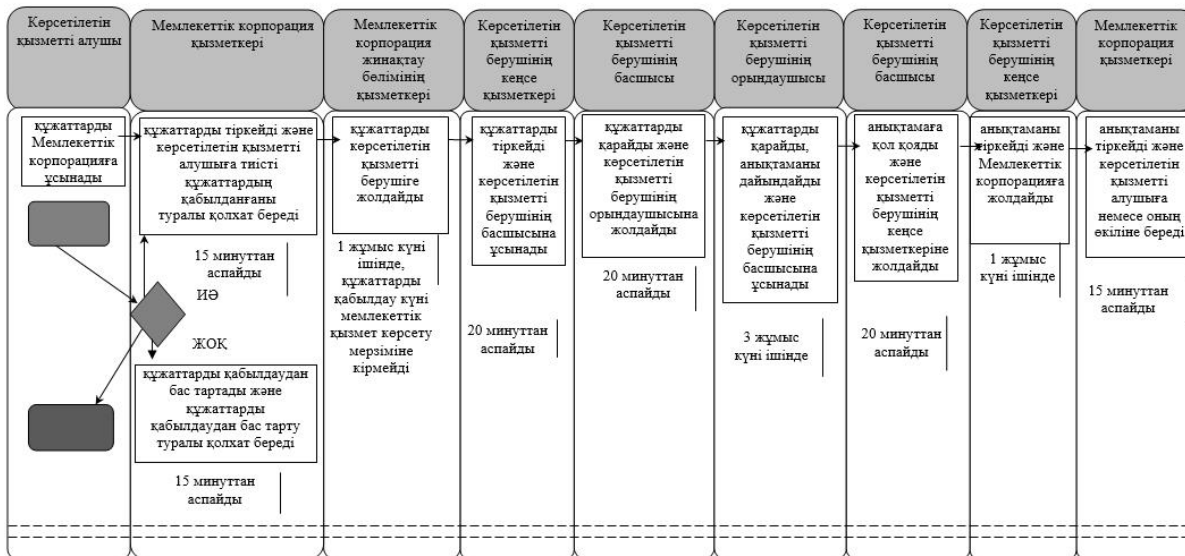 Көрсетілетін
қызметті алушы
Мемлекеттік корпорация
қызметкері
Мемлекеттік
корпорация
жинақтау
бөлімінің
қызметкері
Көрсетілетін
қызметті
берушінің
кеңсе
қызметкері
Көрсетілетін
қызметті
берушінің
басшысы
Көрсетілетін
қызметті
берушінің
орындаушысы
Көрсетілетін
қызметті
берушінің
басшысы
Көрсетілетін
қызметті
берушінің
кеңсе
қызметкері
Мемлекеттік
корпорация
қызметкері
құжаттарды
Мемлекеттік
корпорацияға
ұсынады
құжаттарды тіркейді және
көрсетілетін қызметті
алушыға тиісті
құжаттардың
қабылданғаны
туралы қолхат береді
15 минуттан
аспайды
ИӘ
ЖОҚ
құжаттарды қабылдаудан
бас тартады және
құжаттарды
қабылдаудан бас тарту
туралы қолхат береді
15 минуттан
аспайды
құжаттарды
көрсетілетін
қызметті
берушіге
жолдайды
1 жұмыс күні
ішінде,
құжаттарды
қабылдау күні
мемлекеттік
қызмет көрсету
мерзіміне
кірмейді
құжаттарды
тіркейді
және
көрсетілетін
қызметті
берушінің
басшысына
ұсынады
20 минуттан
аспайды
құжаттарды
қарайды және
көрсетілетін
қызметті
берушінің
орындаушысына
жолдайды
20 минуттан
аспайды
құжаттарды
қарайды,
анықтаманы
дайындайды
және
көрсетілетін
қызметті
берушінің
басшысына
ұсынады
3 жұмыс
күні ішінде
анықтамаға
қол қояды
және
көрсетілетін
қызметті
берушінің
кеңсе
қызметкеріне
жолдайды
20 минуттан
аспайды
анықтаманы
тіркейді және
Мемлекеттік
корпорацияға
жолдайды
1 жұмыс
күні ішінде
анықтаманы
тіркейді және
көрсетілетін
қызметті
алушыға
немесе оның
өкіліне береді
15 минуттан
аспайды